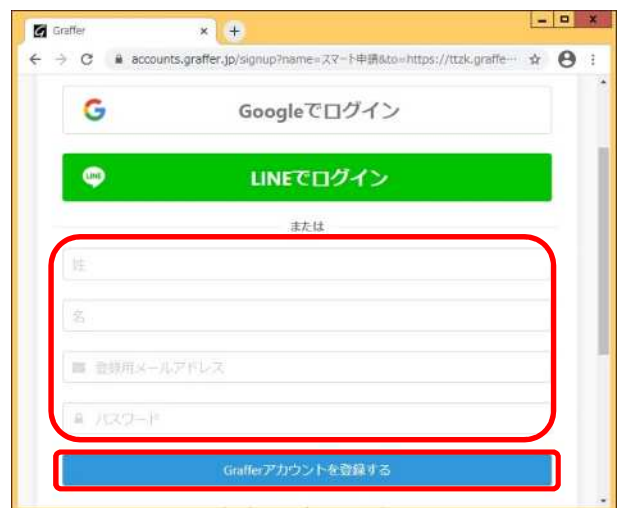 Graffer
accounts.graffer.jp/signup?name=スマート申請&to=https://ttzk.graffe…
Googleでログイン
LINE
LINEでログイン
または
姓
名
登録用メールアドレス
パスワード
Grafferアカウントを登録する